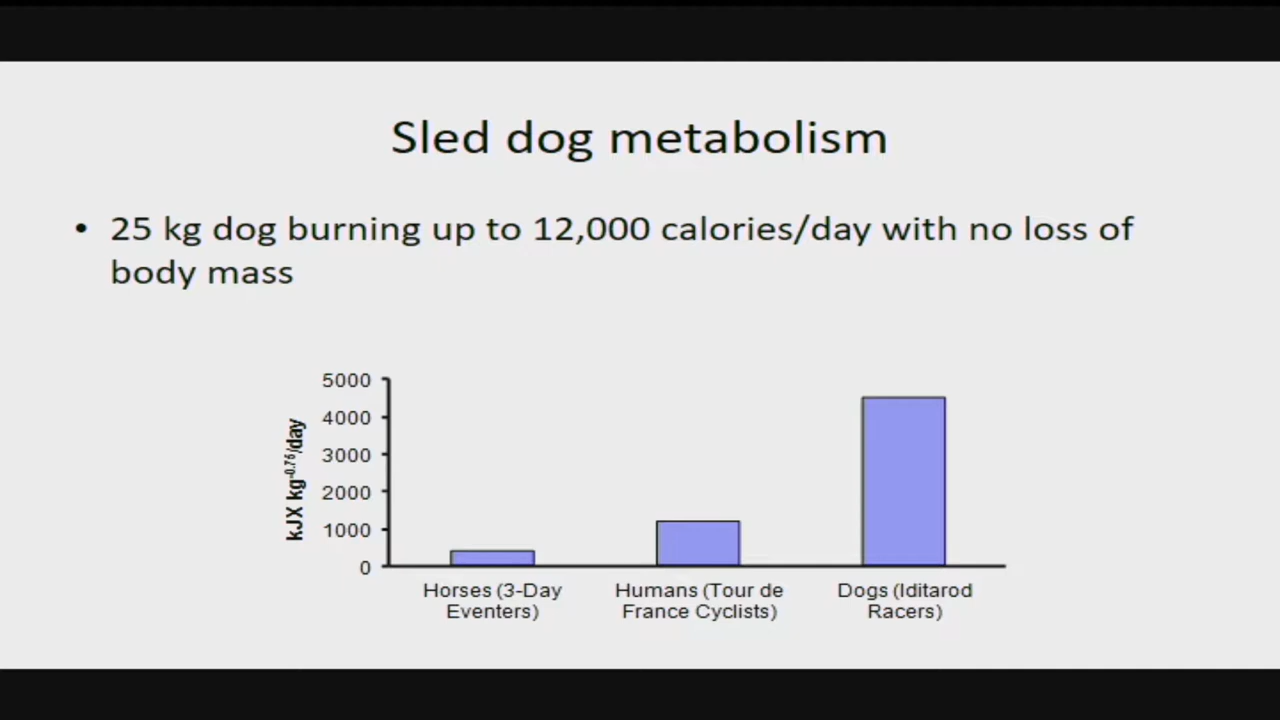 Sled dog metabolism
• 25 kg dog burning up to 12,000 calories/day with no loss of
body mass
5000
4000
3000
2000
1000
0
kJX kg-0.76/day
Horses (3-Day
Eventers)
Humans (Tour de
France Cyclists)
Dogs (Iditarod
Racers)